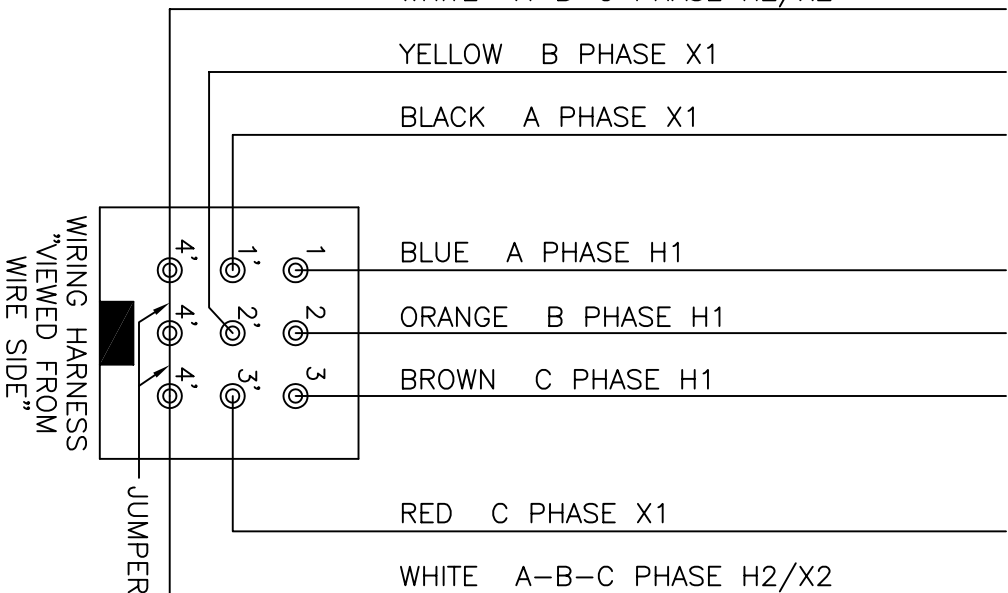 YELLOW B PHASE X1
BLACK A PHASE X1
BLUE A PHASE H1
ORANGE B PHASE H1
BROWN C PHASE H1
RED C PHASE X1
WHITE A-B-C PHASE H2/X2
4' 1' 1
4' 2' 2
4' 3' 3
WIRING HARNESS
"VIEWED FROM
WIRE SIDE"
JUMPER